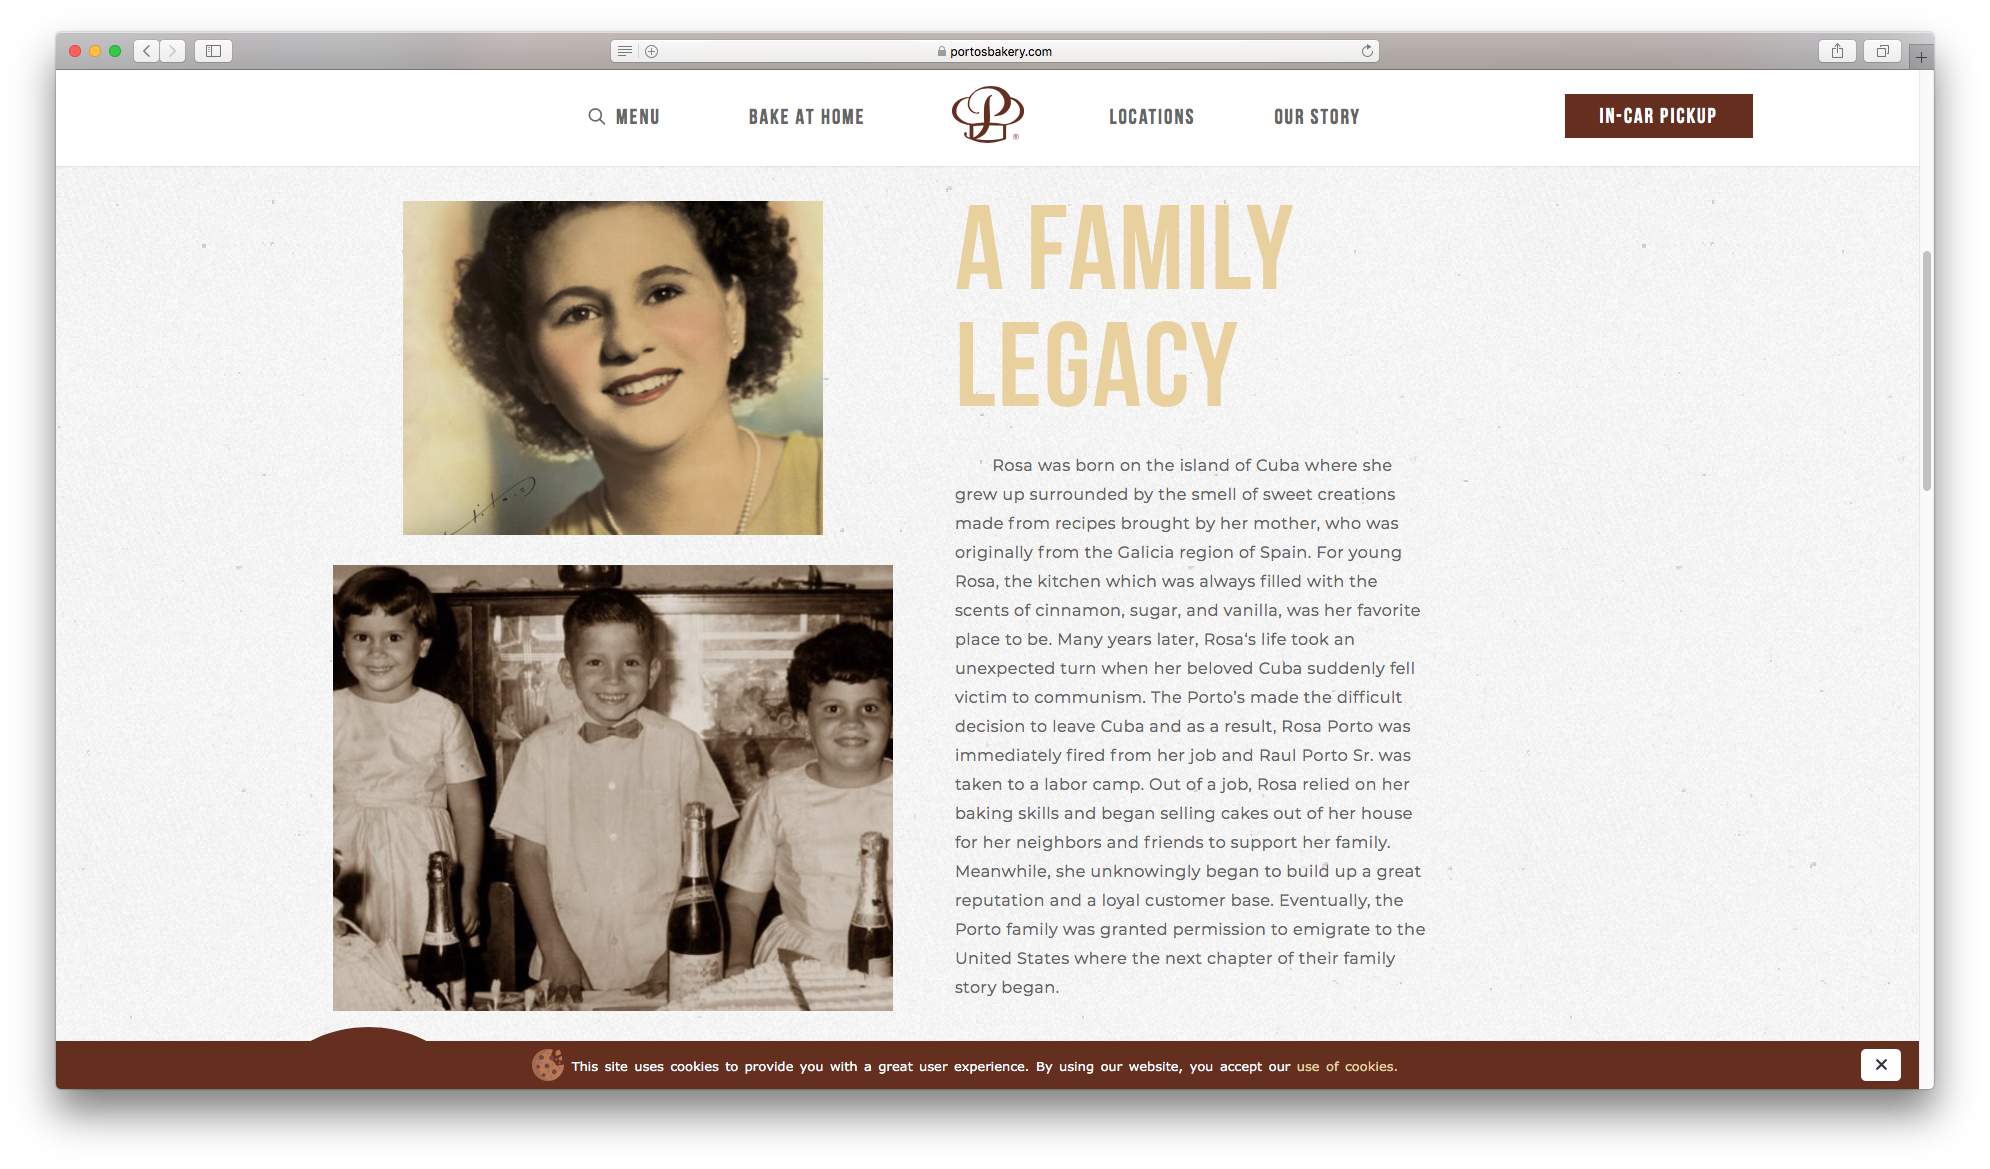 portosbakery.com
MENU
BAKE AT HOME
P
®
LOCATIONS
OUR STORY
IN-CAR PICKUP
A FAMILY
LEGACY
Rosa was born on the island of Cuba where she
grew up surrounded by the smell of sweet creations
made from recipes brought by her mother, who was
originally from the Galicia region of Spain. For young
Rosa, the kitchen which was always filled with the
scents of cinnamon, sugar, and vanilla, was her favorite
place to be. Many years later, Rosa's life took an
unexpected turn when her beloved Cuba suddenly fell
victim to communism. The Porto’s made the difficult
decision to leave Cuba and as a result, Rosa Porto was
immediately fired from her job and Raul Porto Sr. was
taken to a labor camp. Out of a job, Rosa relied on her
baking skills and began selling cakes out of her house
for her neighbors and friends to support her family.
Meanwhile, she unknowingly began to build up a great
reputation and a loyal customer base. Eventually, the
Porto family was granted permission to emigrate to the
United States where the next chapter of their family
story began.
This site uses cookies to provide you with a great user experience. By using our website, you accept our use of cookies.